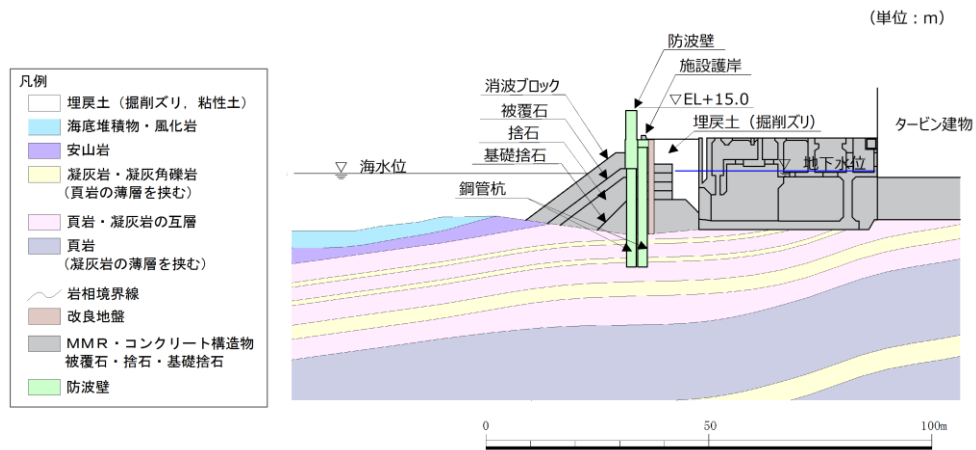 (単位:m)
防波壁
施設護岸
消波ブロック
▽EL+15.0
被覆石
埋戻土(掘削ズリ)
タービン建物
捨石
基礎捨石
▽ 海水位
▽ 地下水位
鋼管杭
凡例
埋戻土(掘削ズリ,粘性土)
海底堆積物・風化岩
安山岩
凝灰岩・凝灰角礫岩
(頁岩の薄層を挟む)
頁岩・凝灰岩の互層
頁岩
(凝灰岩の薄層を挟む)
岩相境界線
改良地盤
MMR・コンクリート構造物
被覆石・捨石・基礎捨石
防波壁
0 50 100m